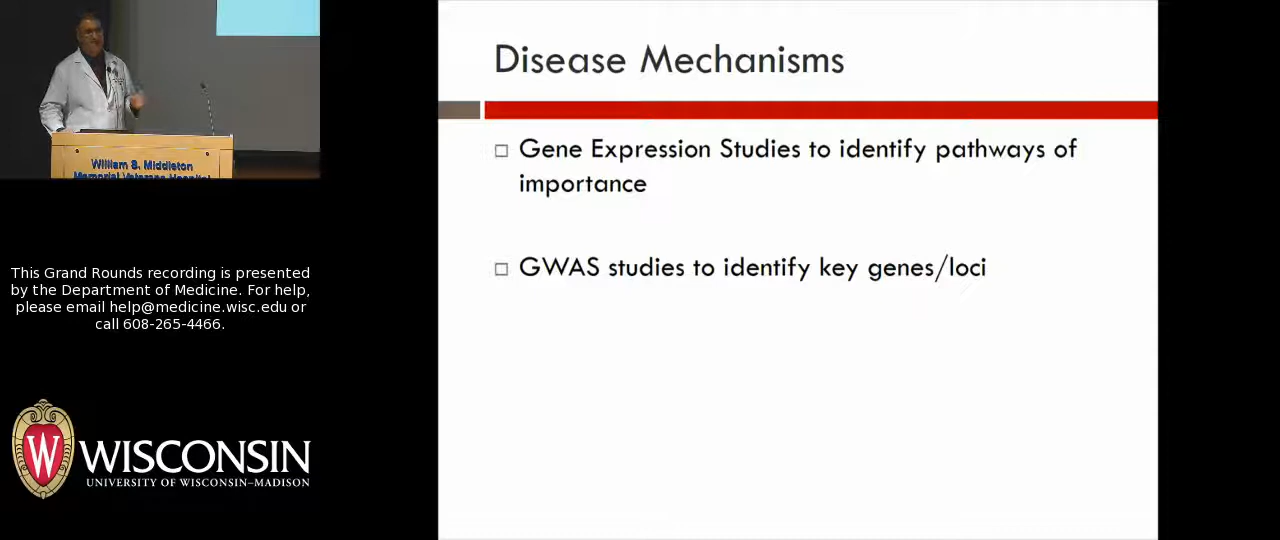 Disease Mechanisms
Gene Expression Studies to identify pathways of
importance
GWAS studies to identify key genes/loci
William S. Middleton
Memorial Veterans Hospital
This Grand Rounds recording is presented
by the Department of Medicine. For help,
please email help@medicine.wisc.edu or
call 608-265-4466.
W
WISCONSIN
UNIVERSITY OF WISCONSIN–MADISON